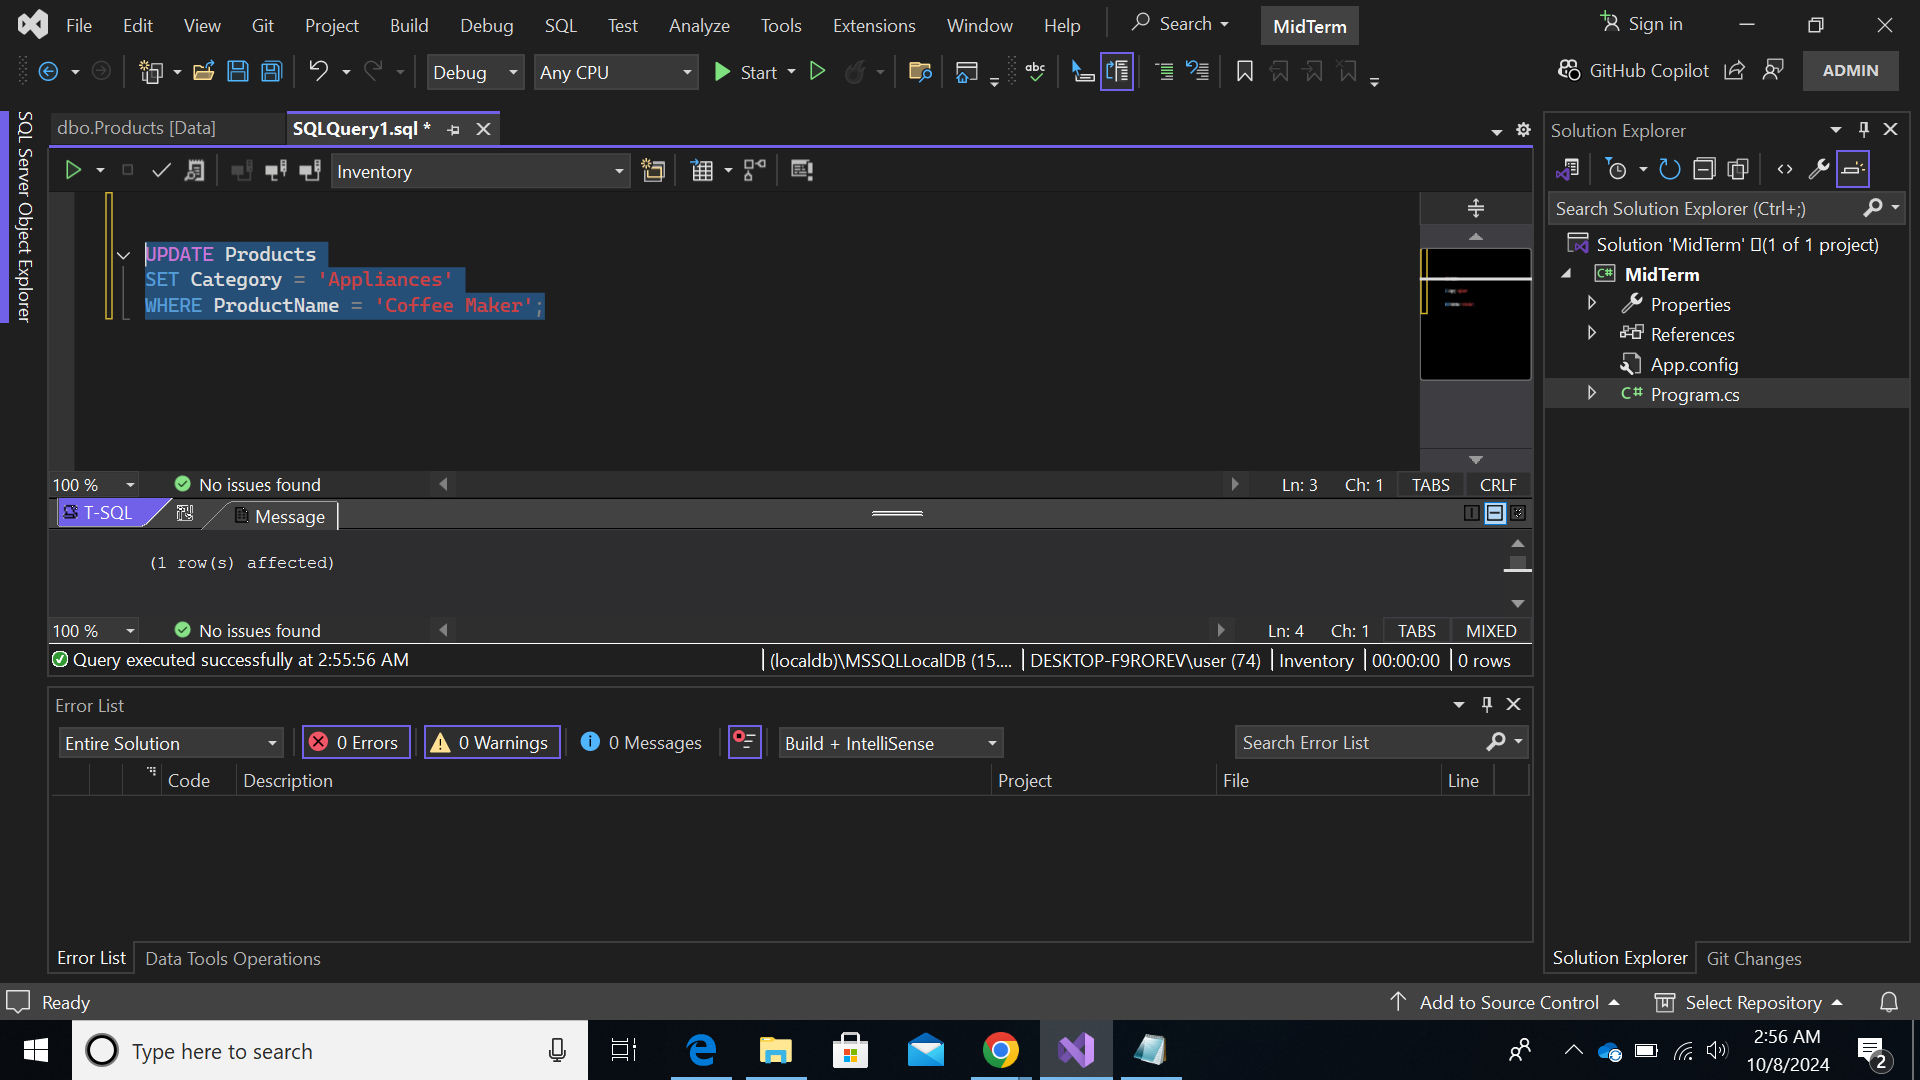 File Edit View Git Project Build Debug SQL Test Analyze Tools Extensions Window Help Search MidTerm Sign in
Debug Any CPU Start abc GitHub Copilot ADMIN
SQL Server Object Explorer
dbo.Products [Data] SQLQuery1.sql *
Inventory
UPDATE Products
SET Category = 'Appliances'
WHERE ProductName = 'Coffee Maker';
100 % No issues found Ln: 3 Ch: 1 TABS CRLF
T-SQL Message
(1 row(s) affected)
100 % No issues found Ln: 4 Ch: 1 TABS MIXED
Query executed successfully at 2:55:56 AM (localdb)\MSSQLLocalDB (15.... DESKTOP-F9ROREV\user (74) Inventory 00:00:00 0 rows
Error List
Entire Solution 0 Errors 0 Warnings 0 Messages Build + IntelliSense Search Error List
Code Description Project File Line
Error List Data Tools Operations
Solution Explorer
Search Solution Explorer (Ctrl+;)
Solution 'MidTerm' (1 of 1 project)
C# MidTerm
Properties
References
App.config
C# Program.cs
Solution Explorer Git Changes
Ready Add to Source Control Select Repository
Type here to search
2:56 AM
10/8/2024
2